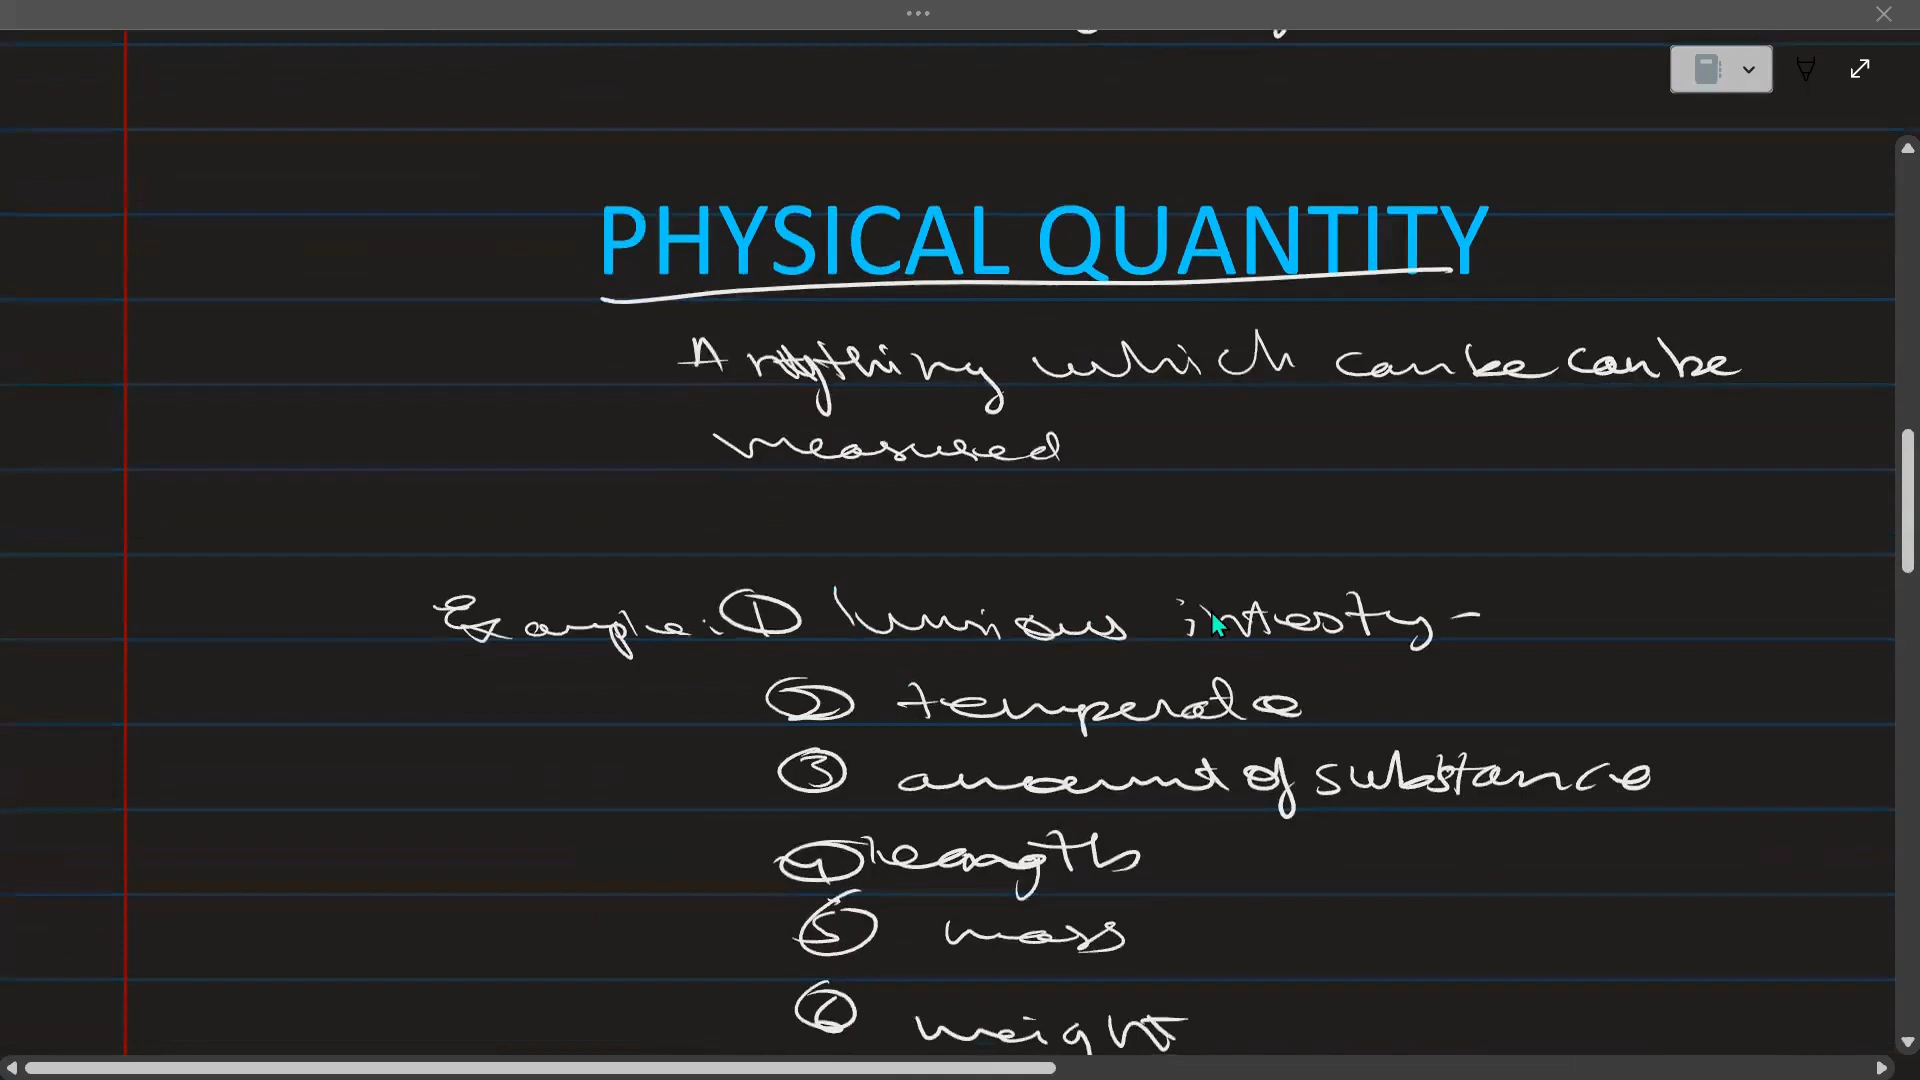 PHYSICAL QUANTITY
Anything which can be can be
measured
Example: ① luminous intesty -
② temperate
③ amount of substance
④ length
⑤ mass
⑥ weight